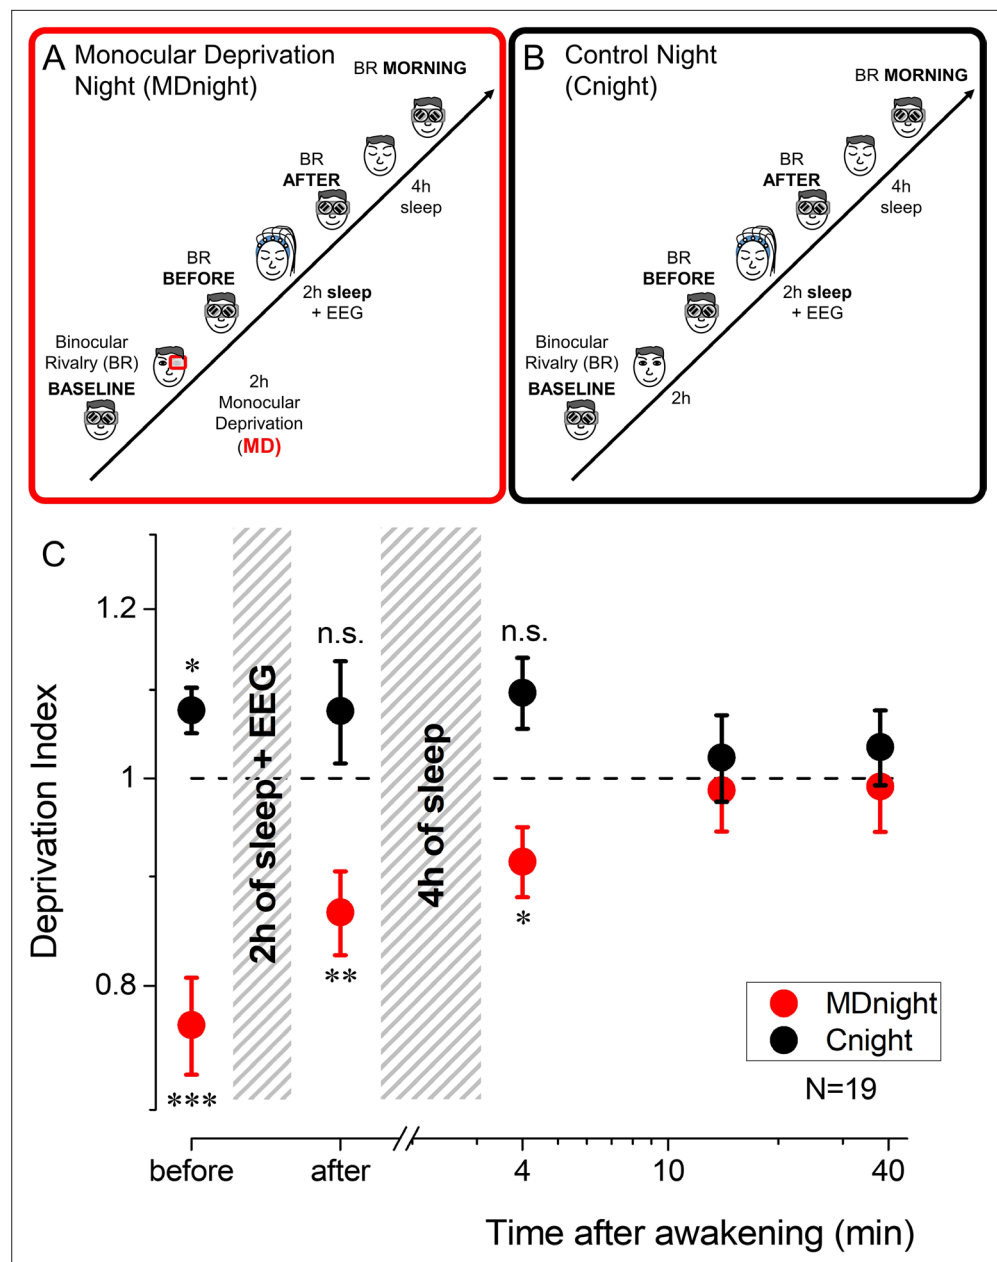 A Monocular Deprivation
Night (MDnight)
BR MORNING
BR
AFTER
4h
sleep
BR
BEFORE
2h sleep
+ EEG
Binocular
Rivalry (BR)
BASELINE
2h
Monocular
Deprivation
(MD)
B Control Night
(Cnight)
BR MORNING
BR
AFTER
4h
sleep
BR
BEFORE
2h sleep
+ EEG
Binocular
Rivalry (BR)
BASELINE
2h
C
Deprivation Index
1.2
1
0.8
*
n.s.
n.s.
2h of sleep + EEG
4h of sleep
***
**
*
MDnight
Cnight
N=19
before
after
4
10
40
Time after awakening (min)